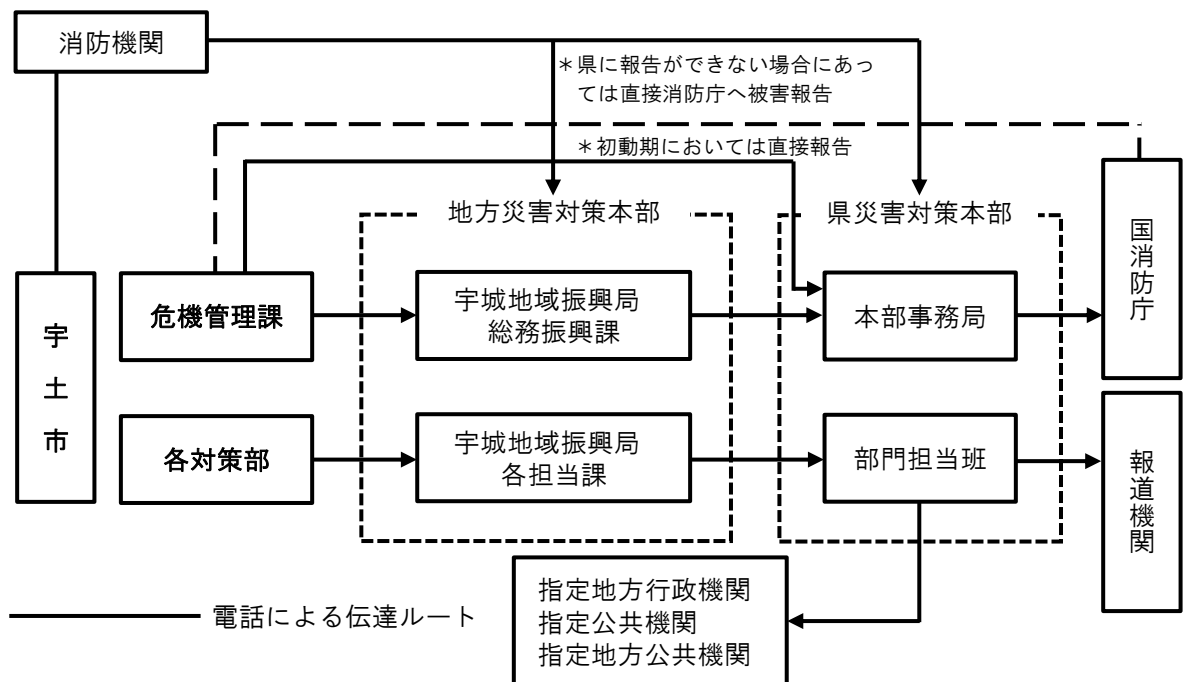 消防機関
＊県に報告ができない場合にあっ
ては直接消防庁へ被害報告
＊初動期においては直接報告
地方災害対策本部
県災害対策本部
国消防庁
宇土市
危機管理課
宇城地域振興局
総務振興課
本部事務局
各対策部
宇城地域振興局
各担当課
部門担当班
報道機関
電話による伝達ルート
指定地方行政機関
指定公共機関
指定地方公共機関